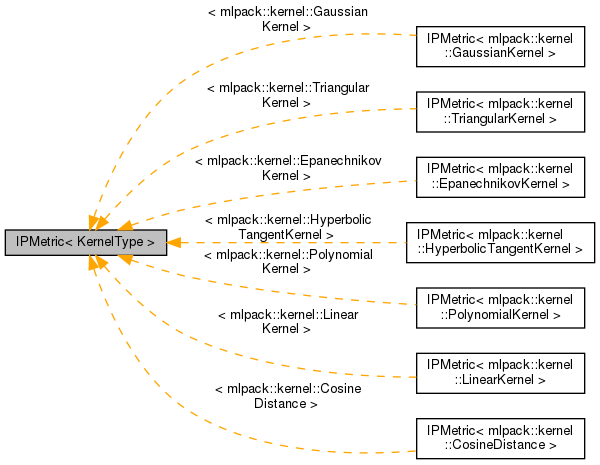 < mlpack::kernel::Gaussian
Kernel >
IPMetric< mlpack::kernel
::GaussianKernel >
< mlpack::kernel::Triangular
Kernel >
IPMetric< mlpack::kernel
::TriangularKernel >
< mlpack::kernel::Epanechnikov
Kernel >
IPMetric< mlpack::kernel
::EpanechnikovKernel >
IPMetric< KernelType >
< mlpack::kernel::Hyperbolic
TangentKernel >
IPMetric< mlpack::kernel
::HyperbolicTangentKernel >
< mlpack::kernel::Polynomial
Kernel >
IPMetric< mlpack::kernel
::PolynomialKernel >
< mlpack::kernel::Linear
Kernel >
IPMetric< mlpack::kernel
::LinearKernel >
< mlpack::kernel::Cosine
Distance >
IPMetric< mlpack::kernel
::CosineDistance >